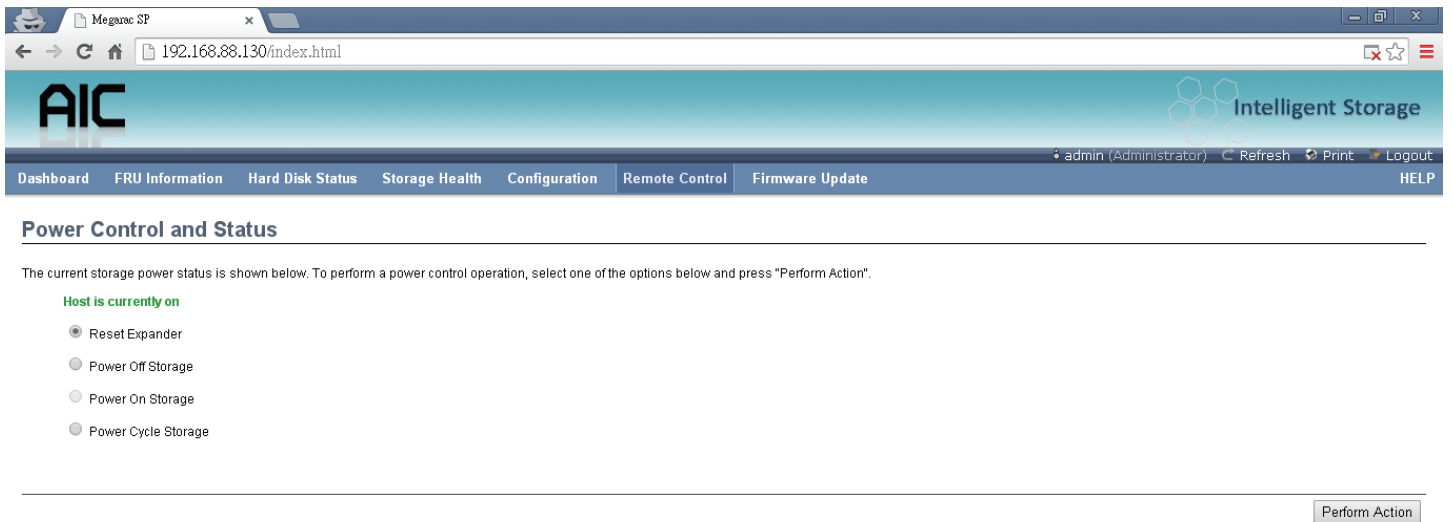 Megarac SP
192.168.88.130/index.html
AIC
Intelligent Storage
admin (Administrator) Refresh Print Logout
Dashboard FRU Information Hard Disk Status Storage Health Configuration Remote Control Firmware Update HELP
Power Control and Status
The current storage power status is shown below. To perform a power control operation, select one of the options below and press "Perform Action".
Host is currently on
Reset Expander
Power Off Storage
Power On Storage
Power Cycle Storage
Perform Action